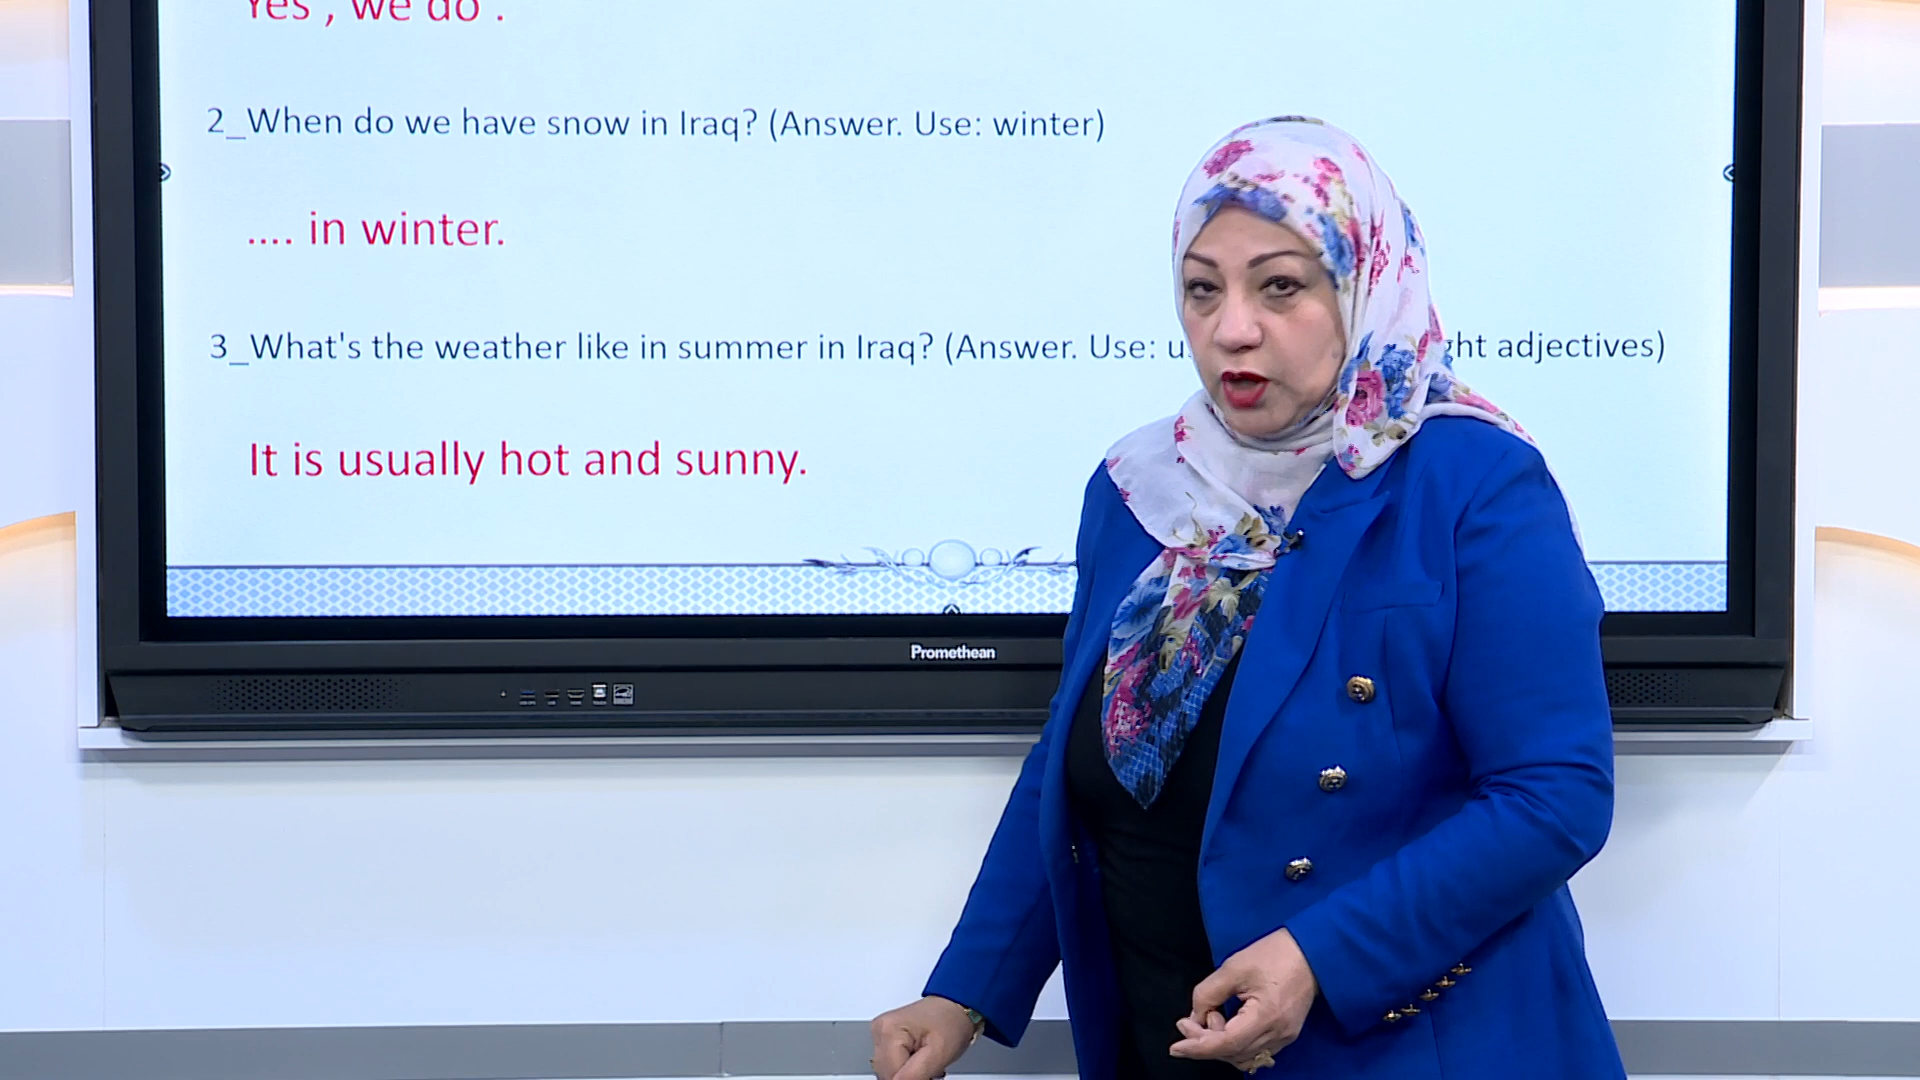 Yes , we do .
2_When do we have snow in Iraq? (Answer. Use: winter)
.... in winter.
3_What's the weather like in summer in Iraq? (Answer. Use: adjectives)
It is usually hot and sunny.
Promethean